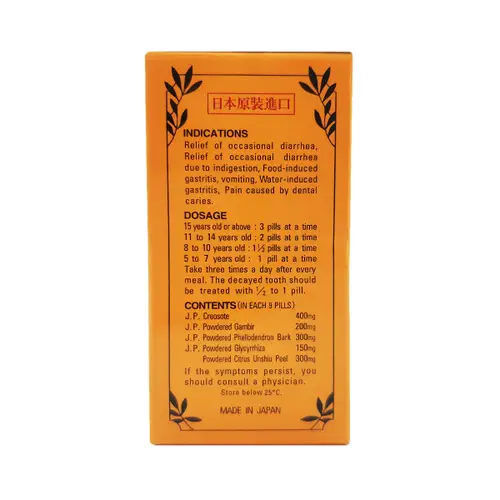 日本原裝進口
INDICATIONS
Relief of occasional diarrhea,
Relief of occasional diarrhea
due to indigestion, Food-induced
gastritis, vomiting, Water-induced
gastritis, Pain caused by dental
caries.
DOSAGE
15 years old or above : 3 pills at a time
11 to 14 years old : 2 pills at a time
8 to 10 years old : 1½ pills at a time
5 to 7 years old : 1 pill at a time
Take three times a day after every
meal. The decayed tooth should
be treated with ½ to 1 pill.
CONTENTS (IN EACH 9 PILLS)
J.P. Creosote 400mg
J.P. Powdered Gambir 200mg
J.P. Powdered Phellodendron Bark 300mg
J.P. Powdered Glycyrrhiza 150mg
Powdered Citrus Unshiu Peel 300mg
If the symptoms persist, you
should consult a physician.
Store below 25°C.
MADE IN JAPAN